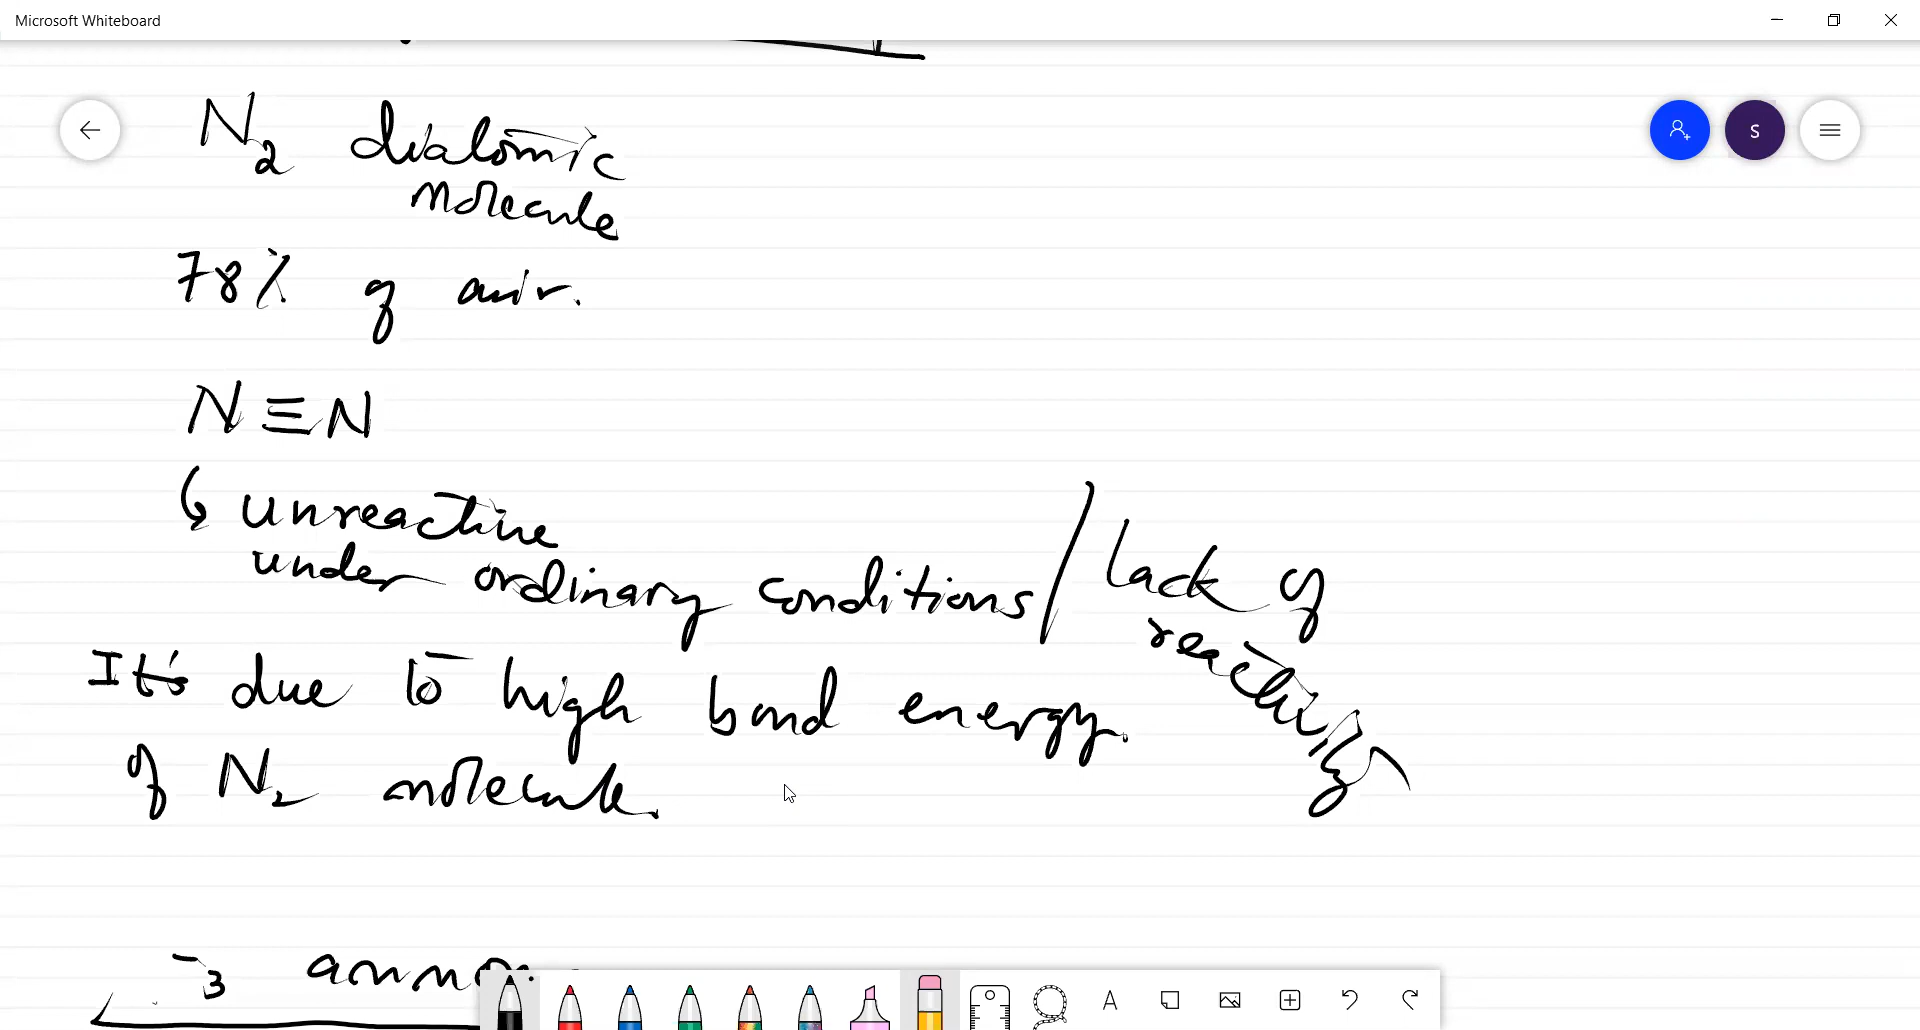 Microsoft Whiteboard
S
N2 diatomic
molecule
78% of air.
N≡N
↳ unreactive
under ordinary conditions / lack of
reactivity
It's due to high bond energy.
of N2 molecule.
3
A